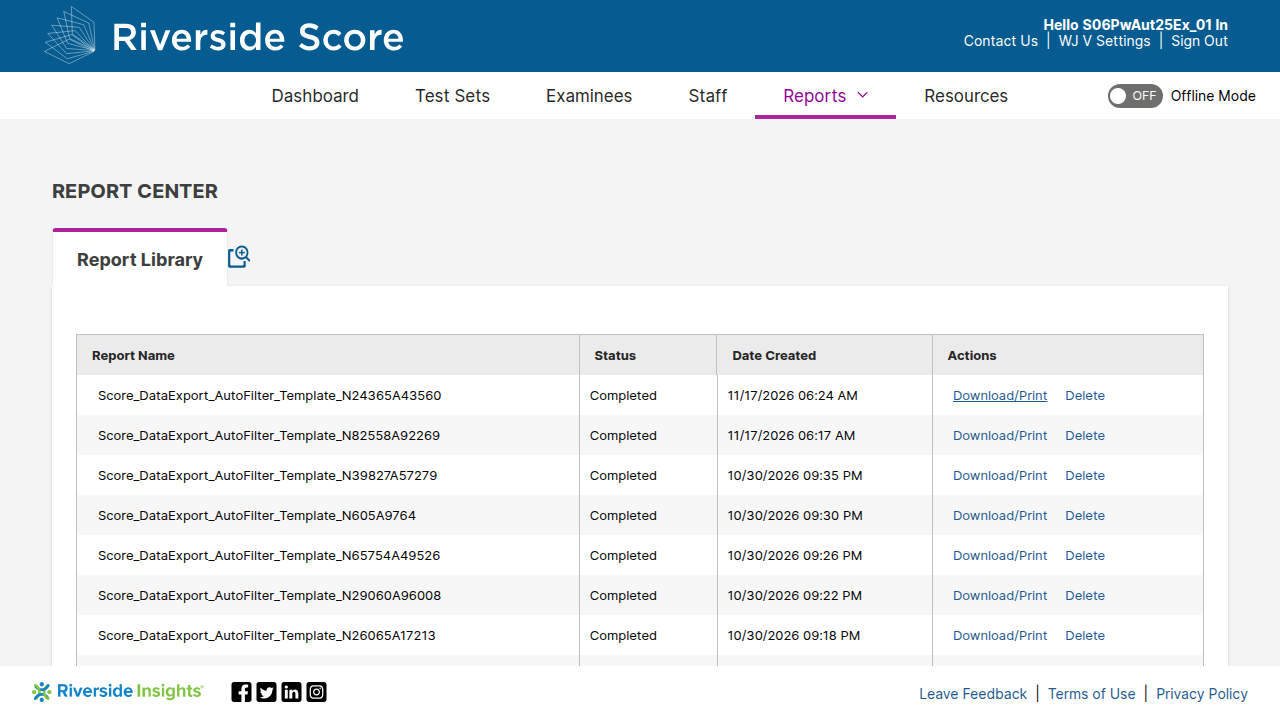 Riverside Score
Hello S06PwAut25Ex_01 In
Contact Us | WJ V Settings | Sign Out
Dashboard Test Sets Examinees Staff Reports Resources OFF Offline Mode
REPORT CENTER
Report Library
Report Name Status Date Created Actions
Score_DataExport_AutoFilter_Template_N24365A43560 Completed 11/17/2026 06:24 AM Download/Print Delete
Score_DataExport_AutoFilter_Template_N82558A92269 Completed 11/17/2026 06:17 AM Download/Print Delete
Score_DataExport_AutoFilter_Template_N39827A57279 Completed 10/30/2026 09:35 PM Download/Print Delete
Score_DataExport_AutoFilter_Template_N605A9764 Completed 10/30/2026 09:30 PM Download/Print Delete
Score_DataExport_AutoFilter_Template_N65754A49526 Completed 10/30/2026 09:26 PM Download/Print Delete
Score_DataExport_AutoFilter_Template_N29060A96008 Completed 10/30/2026 09:22 PM Download/Print Delete
Score_DataExport_AutoFilter_Template_N26065A17213 Completed 10/30/2026 09:18 PM Download/Print Delete
Riverside Insights Leave Feedback | Terms of Use | Privacy Policy